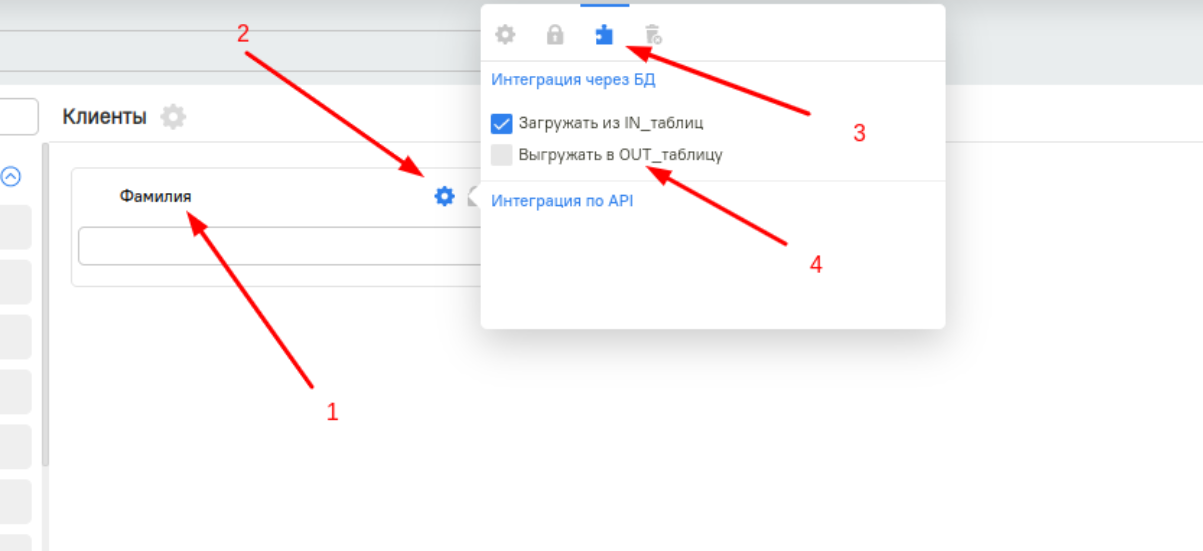 2
3
Интеграция через БД
Клиенты
Загружать из IN_таблиц
Выгружать в OUT_таблицу
Фамилия
Интеграция по API
4
1